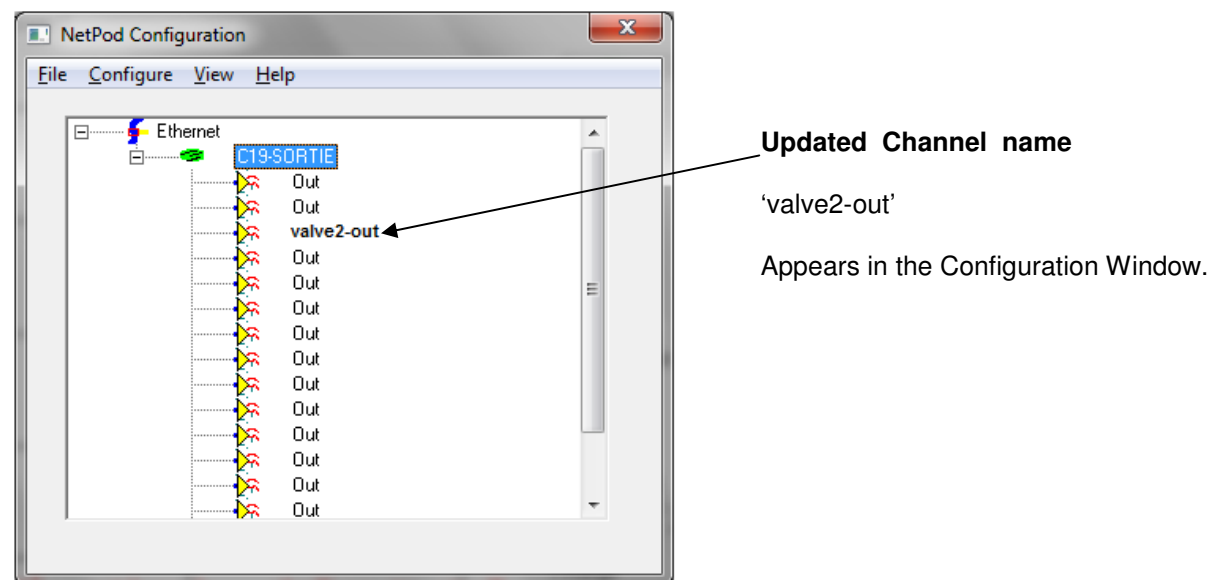 NetPod Configuration
File Configure View Help
Ethernet
C19-SORTIE
Out
Out
valve2-out
Out
Out
Out
Out
Out
Out
Out
Out
Out
Out
Out
Updated Channel name
‘valve2-out’
Appears in the Configuration Window.